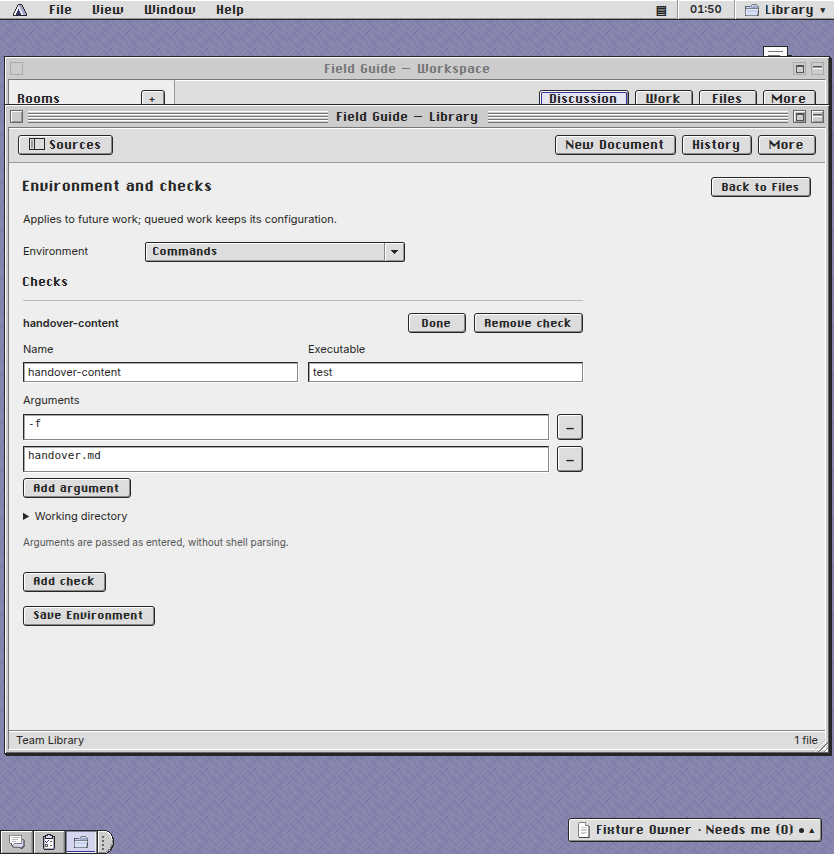 File View Window Help 01:50 Library
Field Guide – Workspace
Rooms + Discussion Work Files More
Field Guide – Library
Sources New Document History More
Environment and checks Back to Files
Applies to future work; queued work keeps its configuration.
Environment Commands
Checks
handover-content Done Remove check
Name Executable
handover-content test
Arguments
-f
handover.md
Add argument
Working directory
Arguments are passed as entered, without shell parsing.
Add check
Save Environment
Team Library 1 file
Fixture Owner · Needs me (0)